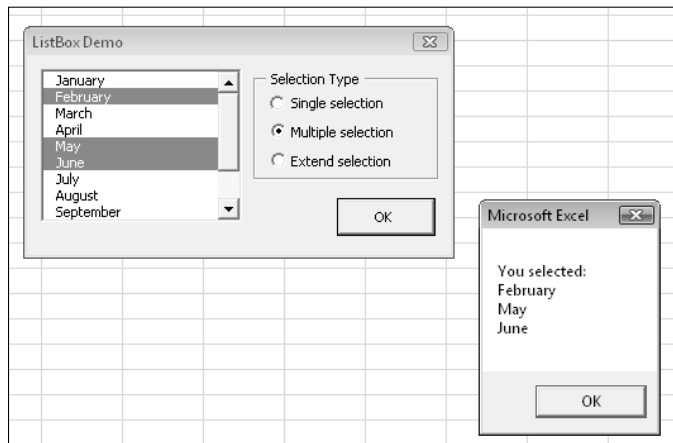 ListBox Demo
January
February
March
April
May
June
July
August
September
Selection Type
Single selection
Multiple selection
Extend selection
OK
Microsoft Excel
You selected:
February
May
June
OK